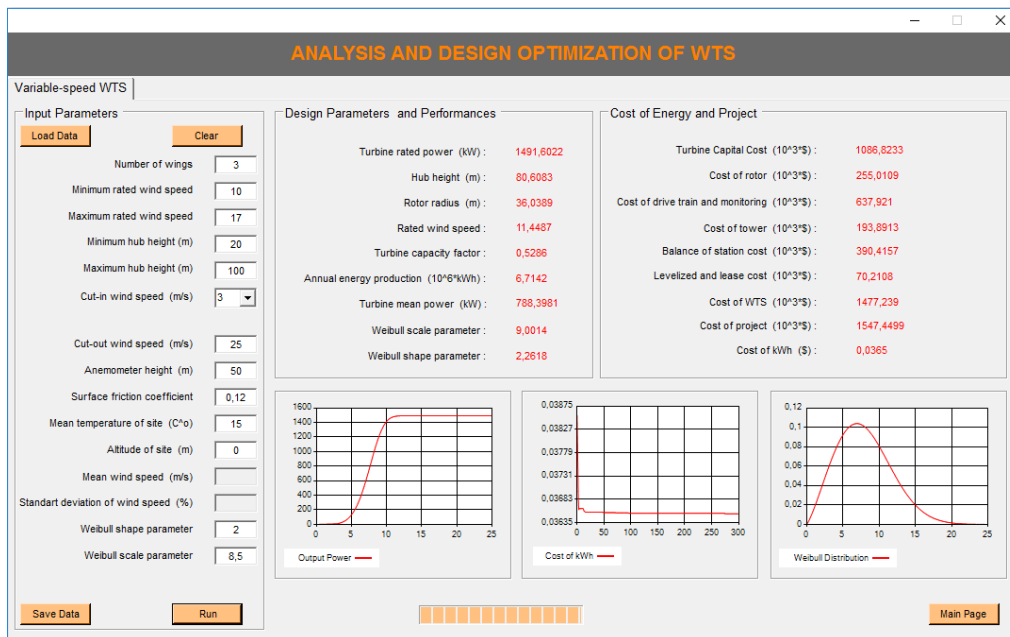 ANALYSIS AND DESIGN OPTIMIZATION OF WTS
Variable-speed WTS
Input Parameters
Load Data Clear
Number of wings 3
Minimum rated wind speed 10
Maximum rated wind speed 17
Minimum hub height (m) 20
Maximum hub height (m) 100
Cut-in wind speed (m/s) 3
Cut-out wind speed (m/s) 25
Anemometer height (m) 50
Surface friction coefficient 0,12
Mean temperature of site (C^o) 15
Altitude of site (m) 0
Mean wind speed (m/s)
Standart deviation of wind speed (%)
Weibull shape parameter 2
Weibull scale parameter 8,5
Save Data Run
Design Parameters and Performances
Turbine rated power (kW) : 1491,6022
Hub height (m) : 80,6083
Rotor radius (m) : 36,0389
Rated wind speed : 11,4487
Turbine capacity factor : 0,5286
Annual energy production (10^6*kWh) : 6,7142
Turbine mean power (kW) : 788,3981
Weibull scale parameter : 9,0014
Weibull shape parameter : 2,2618
Cost of Energy and Project
Turbine Capital Cost (10^3*$) : 1086,8233
Cost of rotor (10^3*$) : 255,0109
Cost of drive train and monitoring (10^3*$) : 637,921
Cost of tower (10^3*$) : 193,8913
Balance of station cost (10^3*$) : 390,4157
Levelized and lease cost (10^3*$) : 70,2108
Cost of WTS (10^3*$) : 1477,239
Cost of project (10^3*$) : 1547,4499
Cost of kWh ($) : 0,0365
1600
1400
1200
1000
800
600
400
200
0
0 5 10 15 20 25
Output Power
0,03875
0,03827
0,03779
0,03731
0,03683
0,03635
0 50 100 150 200 250 300
Cost of kWh
0,12
0,1
0,08
0,06
0,04
0,02
0
0 5 10 15 20 25
Weibull Distribution
Main Page